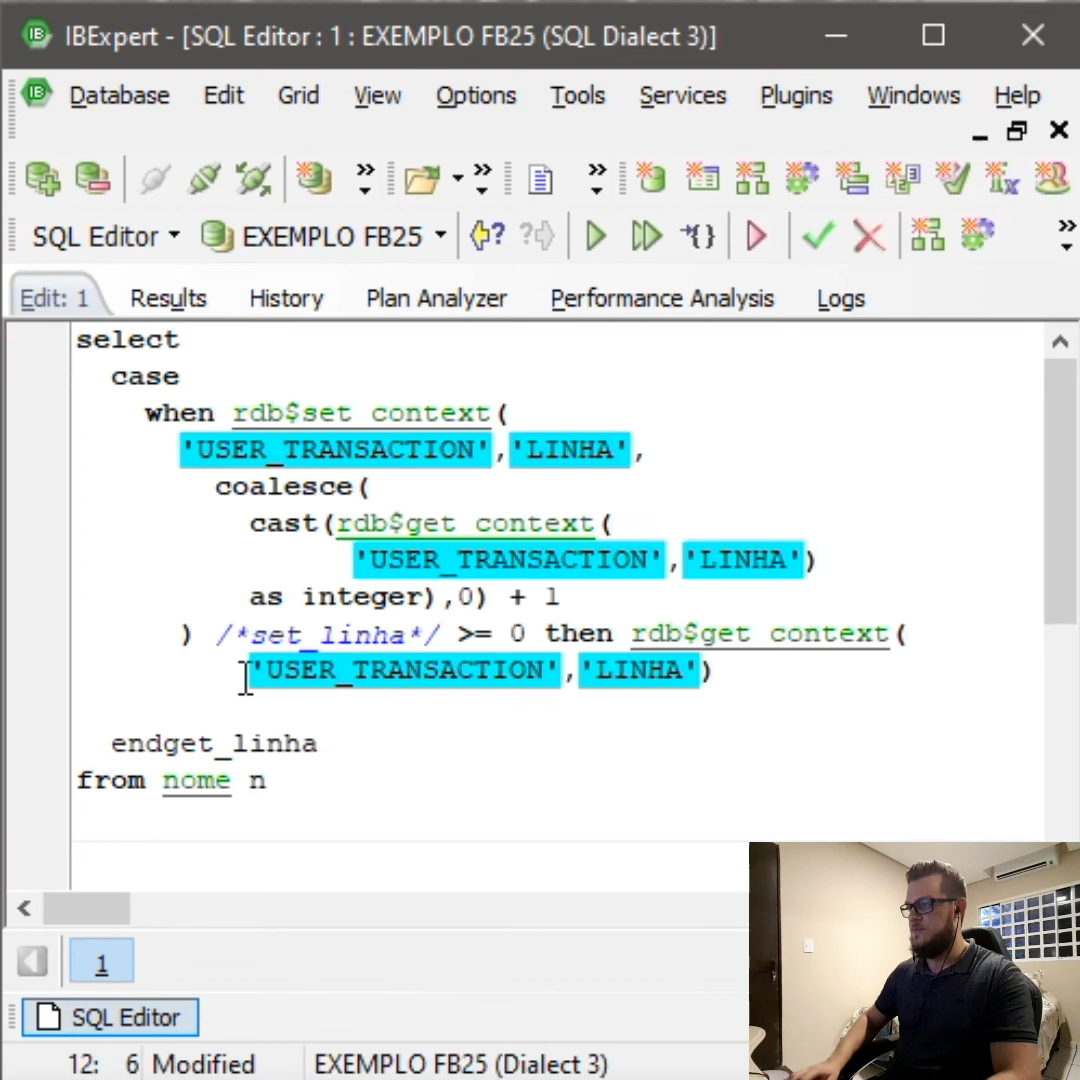 IBExpert - [SQL Editor : 1 : EXEMPLO FB25 (SQL Dialect 3)]
Database Edit Grid View Options Tools Services Plugins Windows Help
SQL Editor EXEMPLO FB25
Edit: 1 Results History Plan Analyzer Performance Analysis Logs
select
case
when rdb$set_context(
'USER_TRANSACTION','LINHA',
coalesce(
cast(rdb$get_context(
'USER_TRANSACTION','LINHA')
as integer),0) + 1
) /*set_linha*/ >= 0 then rdb$get_context(
'USER_TRANSACTION','LINHA')
endget_linha
from nome n
1
SQL Editor
12: 6 Modified EXEMPLO FB25 (Dialect 3)